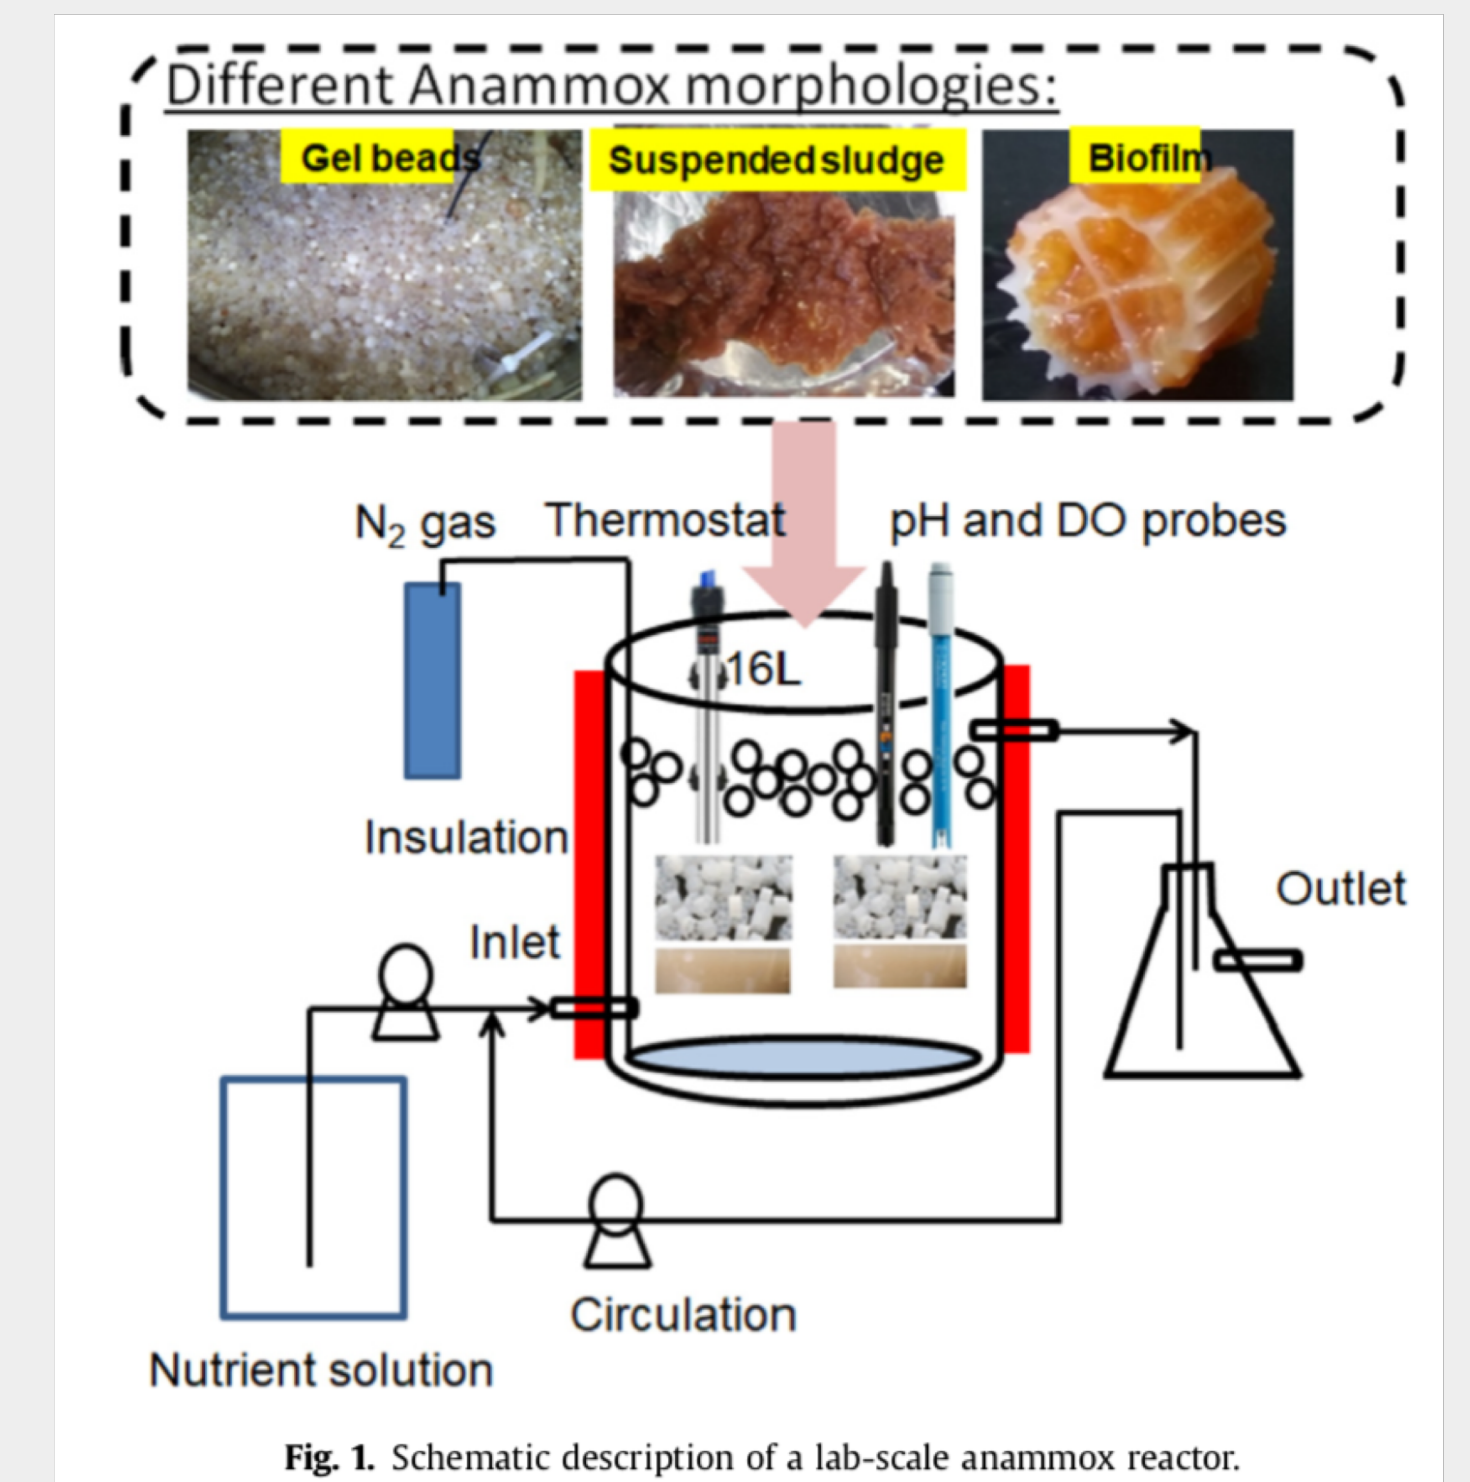 Different Anammox morphologies:
Gel beads
Suspended sludge
Biofilm
N₂ gas
Thermostat
pH and DO probes
16L
Insulation
Outlet
Inlet
Circulation
Nutrient solution
Fig. 1. Schematic description of a lab-scale anammox reactor.